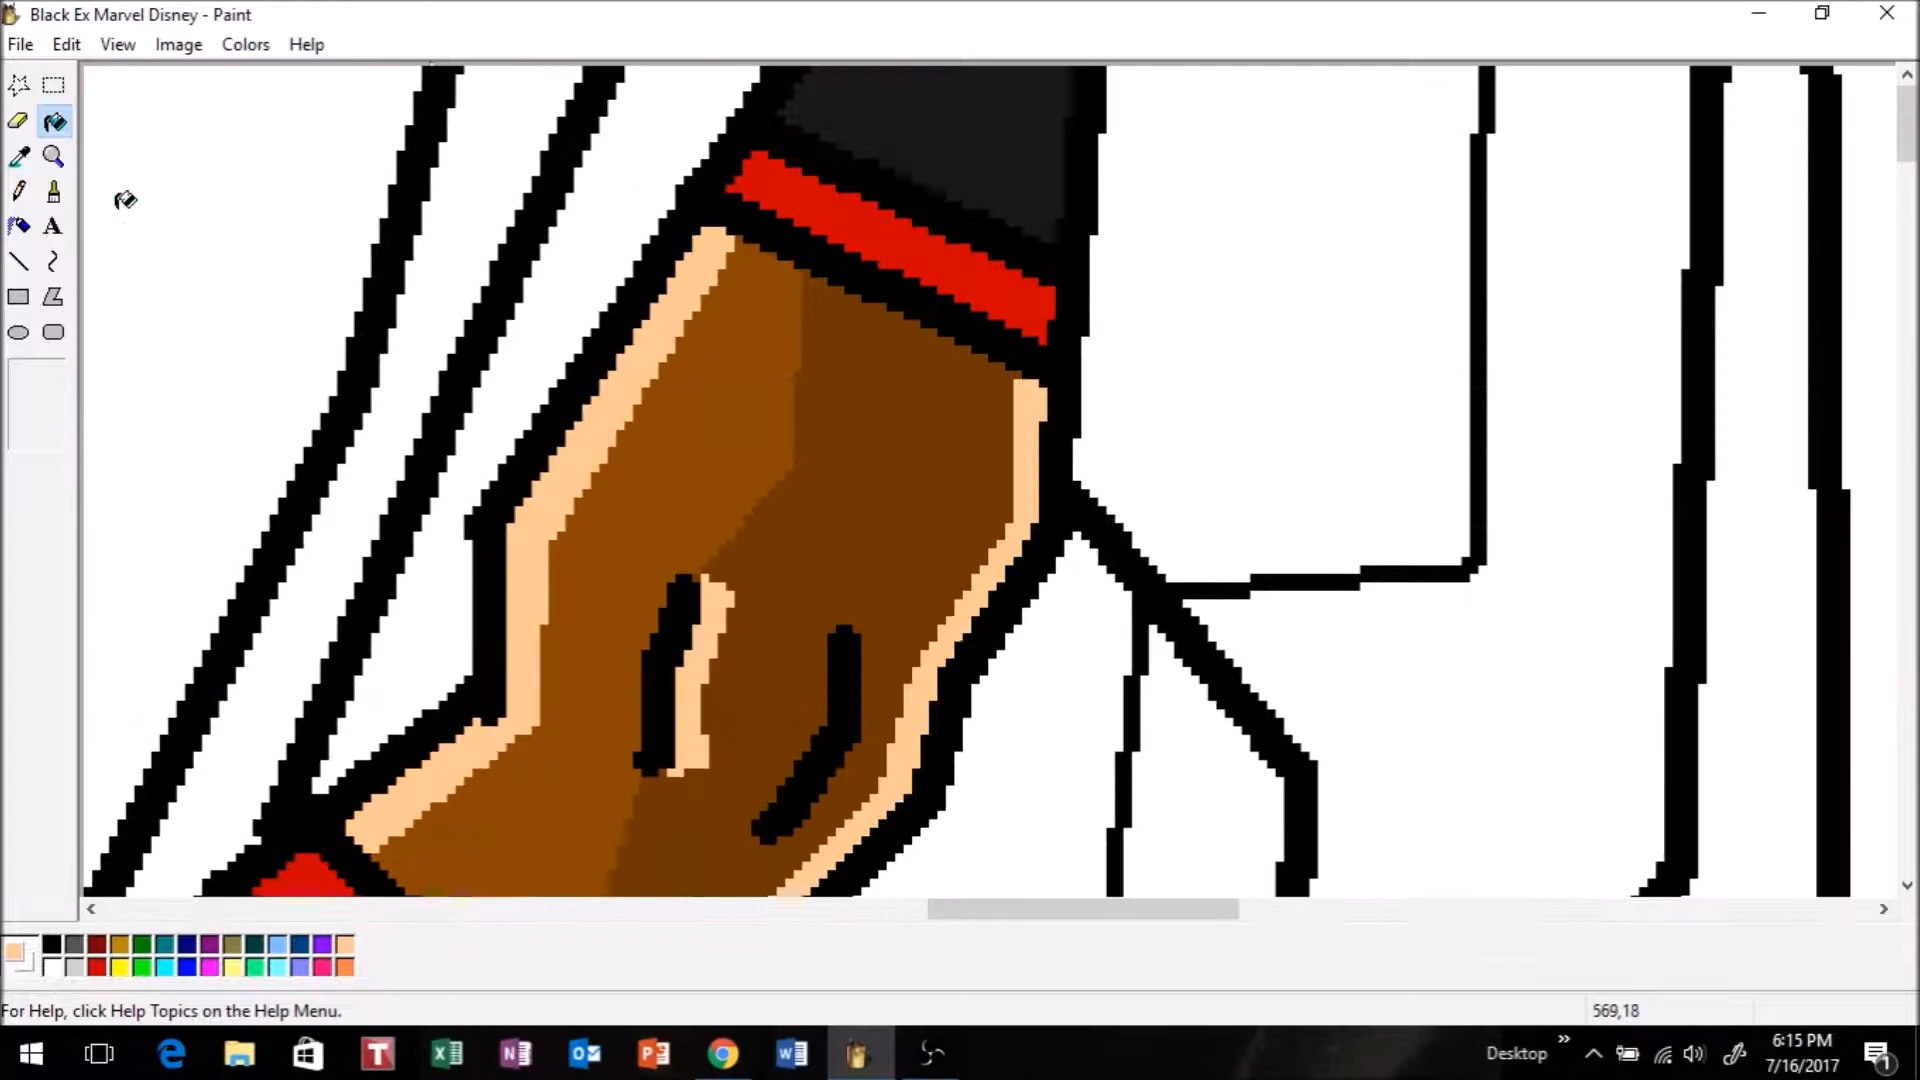 Black Ex Marvel Disney - Paint
File Edit View Image Colors Help
A
For Help, click Help Topics on the Help Menu.
569,18
Desktop
6:15 PM
7/16/2017
1